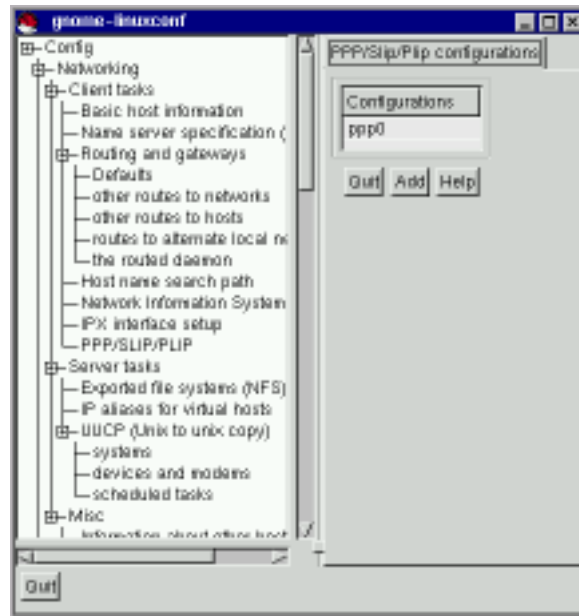 gnome-linuxconf
Config
Networking
Client tasks
Basic host information
Name server specification (
Routing and gateways
Defaults
other routes to networks
other routes to hosts
routes to alternate local ne
the routed daemon
Host name search path
Network Information System
IPX interface setup
PPP/SLIP/PLIP
Server tasks
Exported file systems (NFS)
IP aliases for virtual hosts
UUCP (Unix to unix copy)
systems
devices and modems
scheduled tasks
Misc
Information about other host
Quit
PPP/Slip/Plip configurations
Configurations
ppp0
Quit Add Help